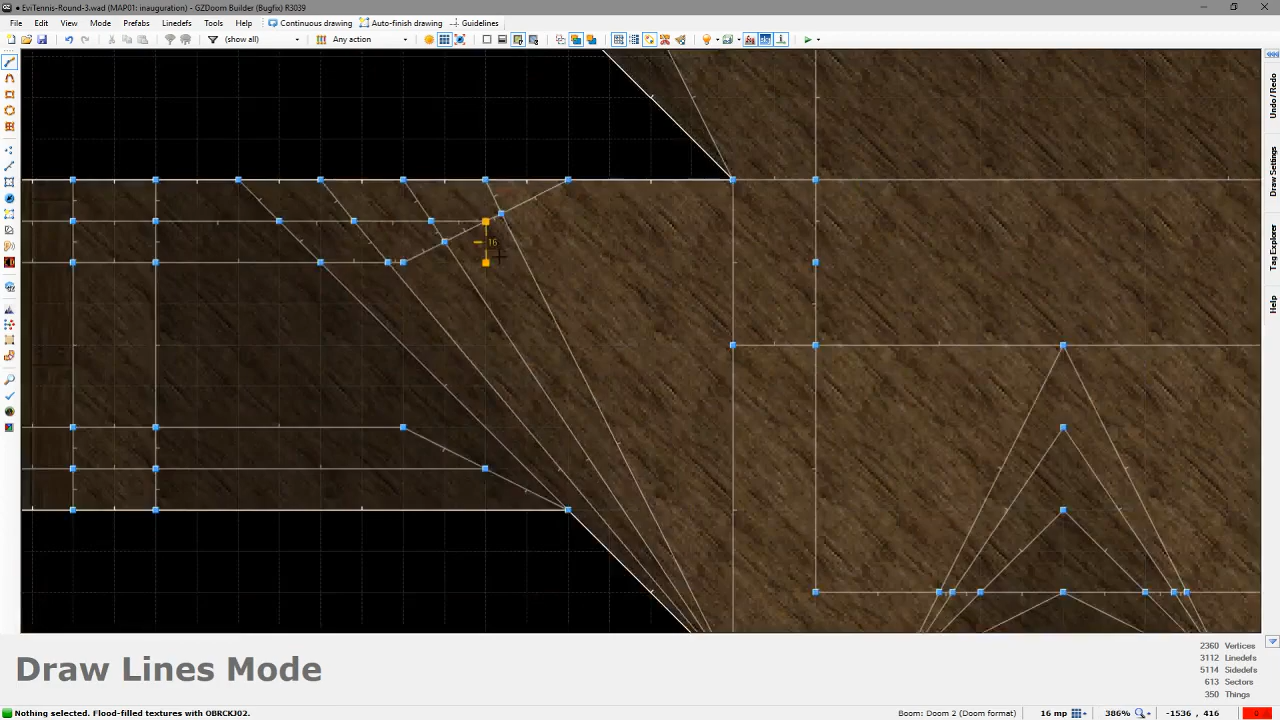 ● EviTennis-Round-3.wad (MAP01: inauguration) - GZDoom Builder (Bugfix) R3039
File Edit View Mode Prefabs Linedefs Tools Help Continuous drawing Auto-finish drawing Guidelines
(show all) Any action
16
Undo / Redo
Draw Settings
Tag Explorer
Help
Draw Lines Mode
2360 Vertices
3112 Linedefs
5114 Sidedefs
613 Sectors
350 Things
Nothing selected. Flood-filled textures with OBRCKJ02. Boom: Doom 2 (Doom format) 16 mp 386% -1536 , 416